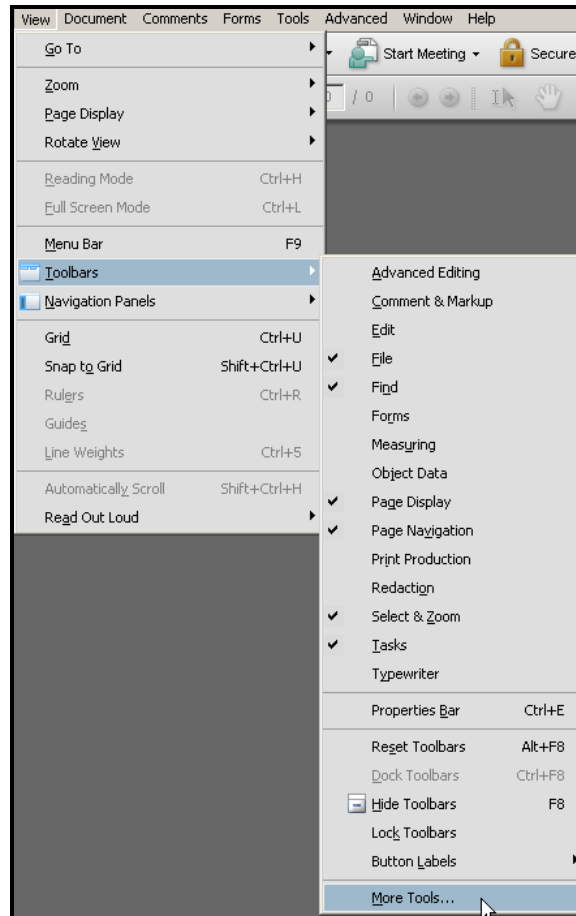 View Document Comments Forms Tools Advanced Window Help
Go To
Start Meeting
Secure
Zoom
/ 0
Page Display
Rotate View
Reading Mode Ctrl+H
Full Screen Mode Ctrl+L
Menu Bar F9
Toolbars
Navigation Panels
Grid Ctrl+U
Snap to Grid Shift+Ctrl+U
Rulers Ctrl+R
Guides
Line Weights Ctrl+5
Automatically Scroll Shift+Ctrl+H
Read Out Loud
Advanced Editing
Comment & Markup
Edit
File
Find
Forms
Measuring
Object Data
Page Display
Page Navigation
Print Production
Redaction
Select & Zoom
Tasks
Typewriter
Properties Bar Ctrl+E
Reset Toolbars Alt+F8
Dock Toolbars Ctrl+F8
Hide Toolbars F8
Lock Toolbars
Button Labels
More Tools...